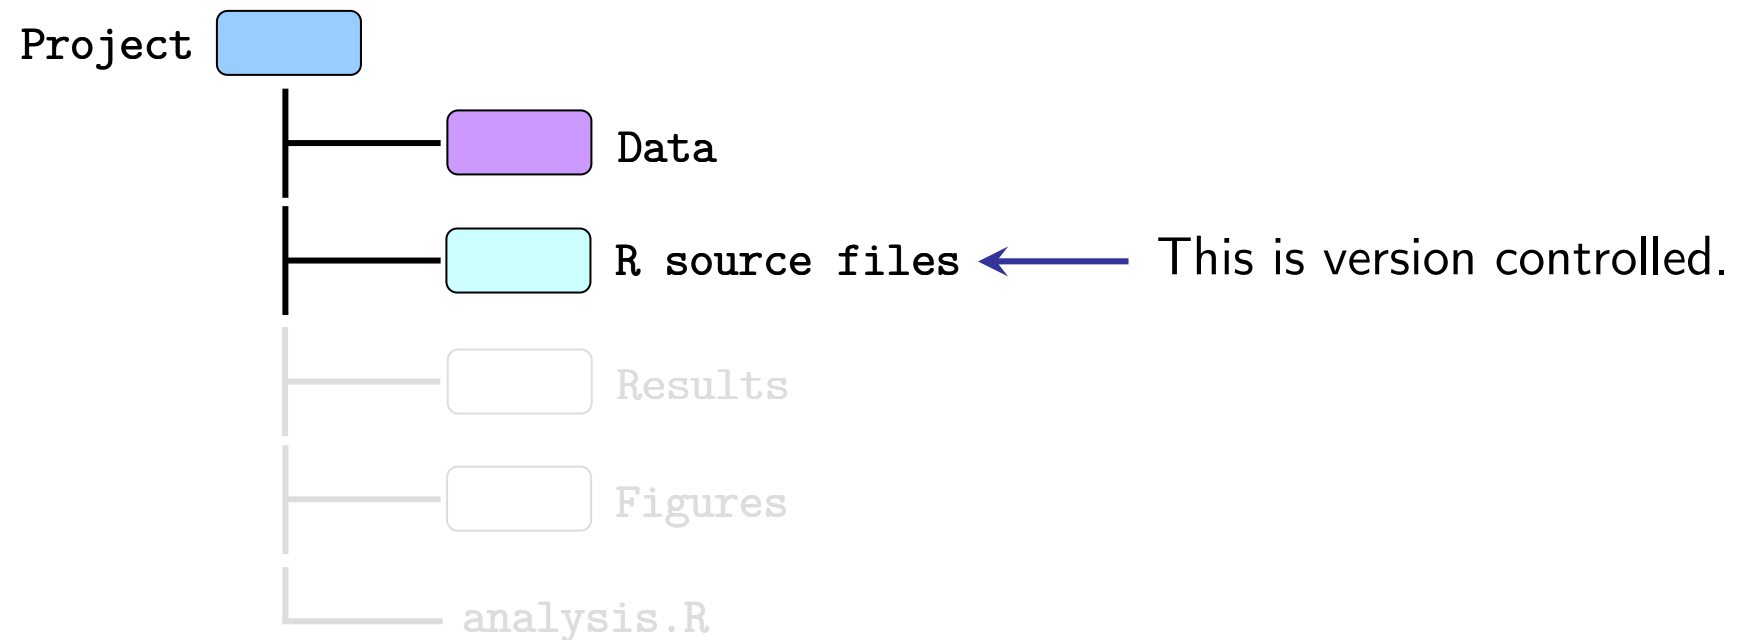 Project
Data
R source files
This is version controlled.
Results
Figures
analysis.R